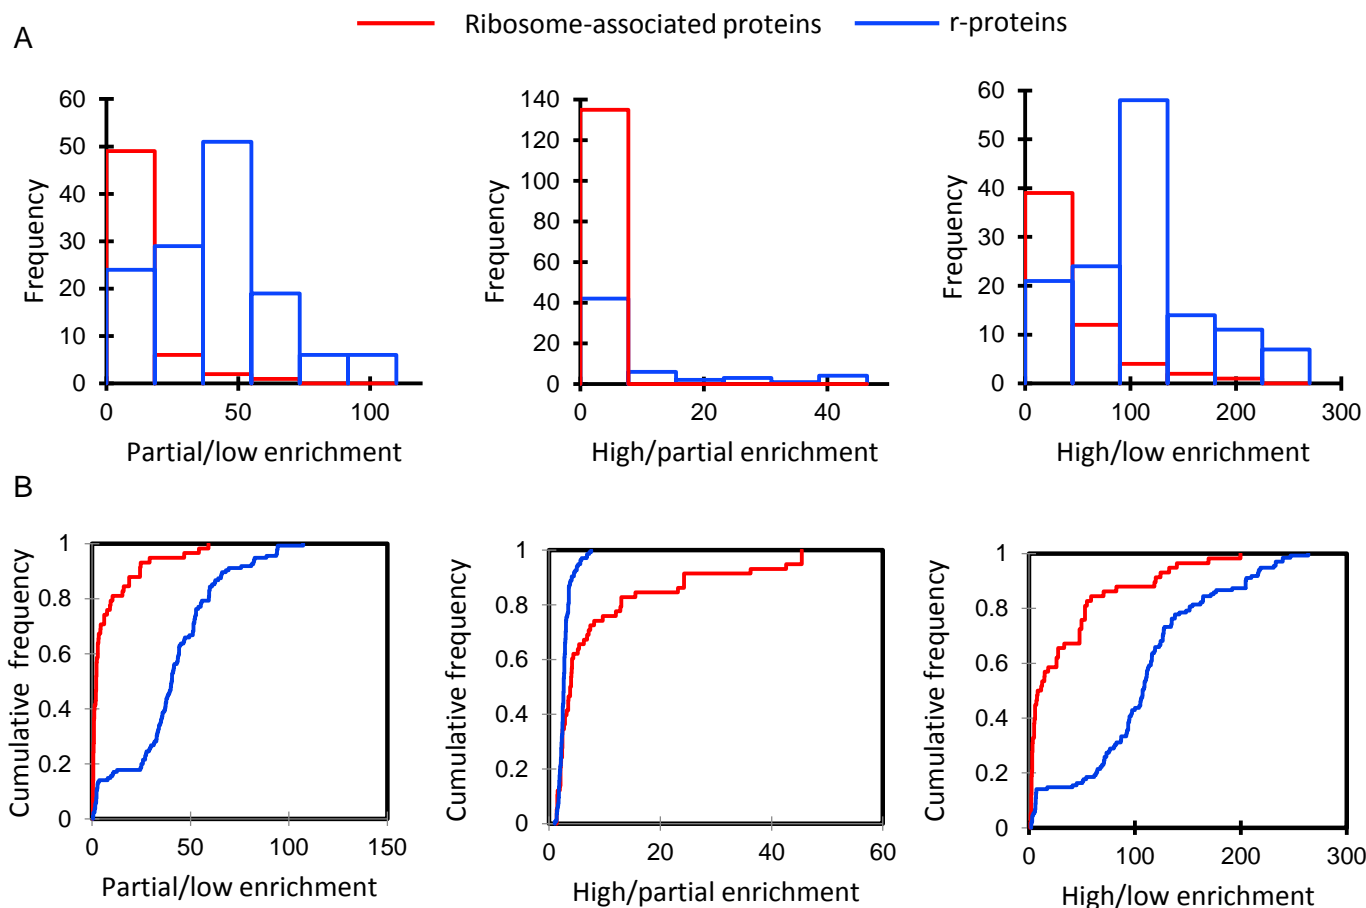 Ribosome-associated proteins r-proteins
A
60
50
40
30
20
10
0
Frequency
0 50 100
Partial/low enrichment
140
120
100
80
60
40
20
0
Frequency
0 20 40
High/partial enrichment
60
50
40
30
20
10
0
Frequency
0 100 200 300
High/low enrichment
B
1
0.8
0.6
0.4
0.2
0
Cumulative frequency
0 50 100 150
Partial/low enrichment
1
0.8
0.6
0.4
0.2
0
Cumulative frequency
0 20 40 60
High/partial enrichment
1
0.8
0.6
0.4
0.2
0
Cumulative frequency
0 100 200 300
High/low enrichment